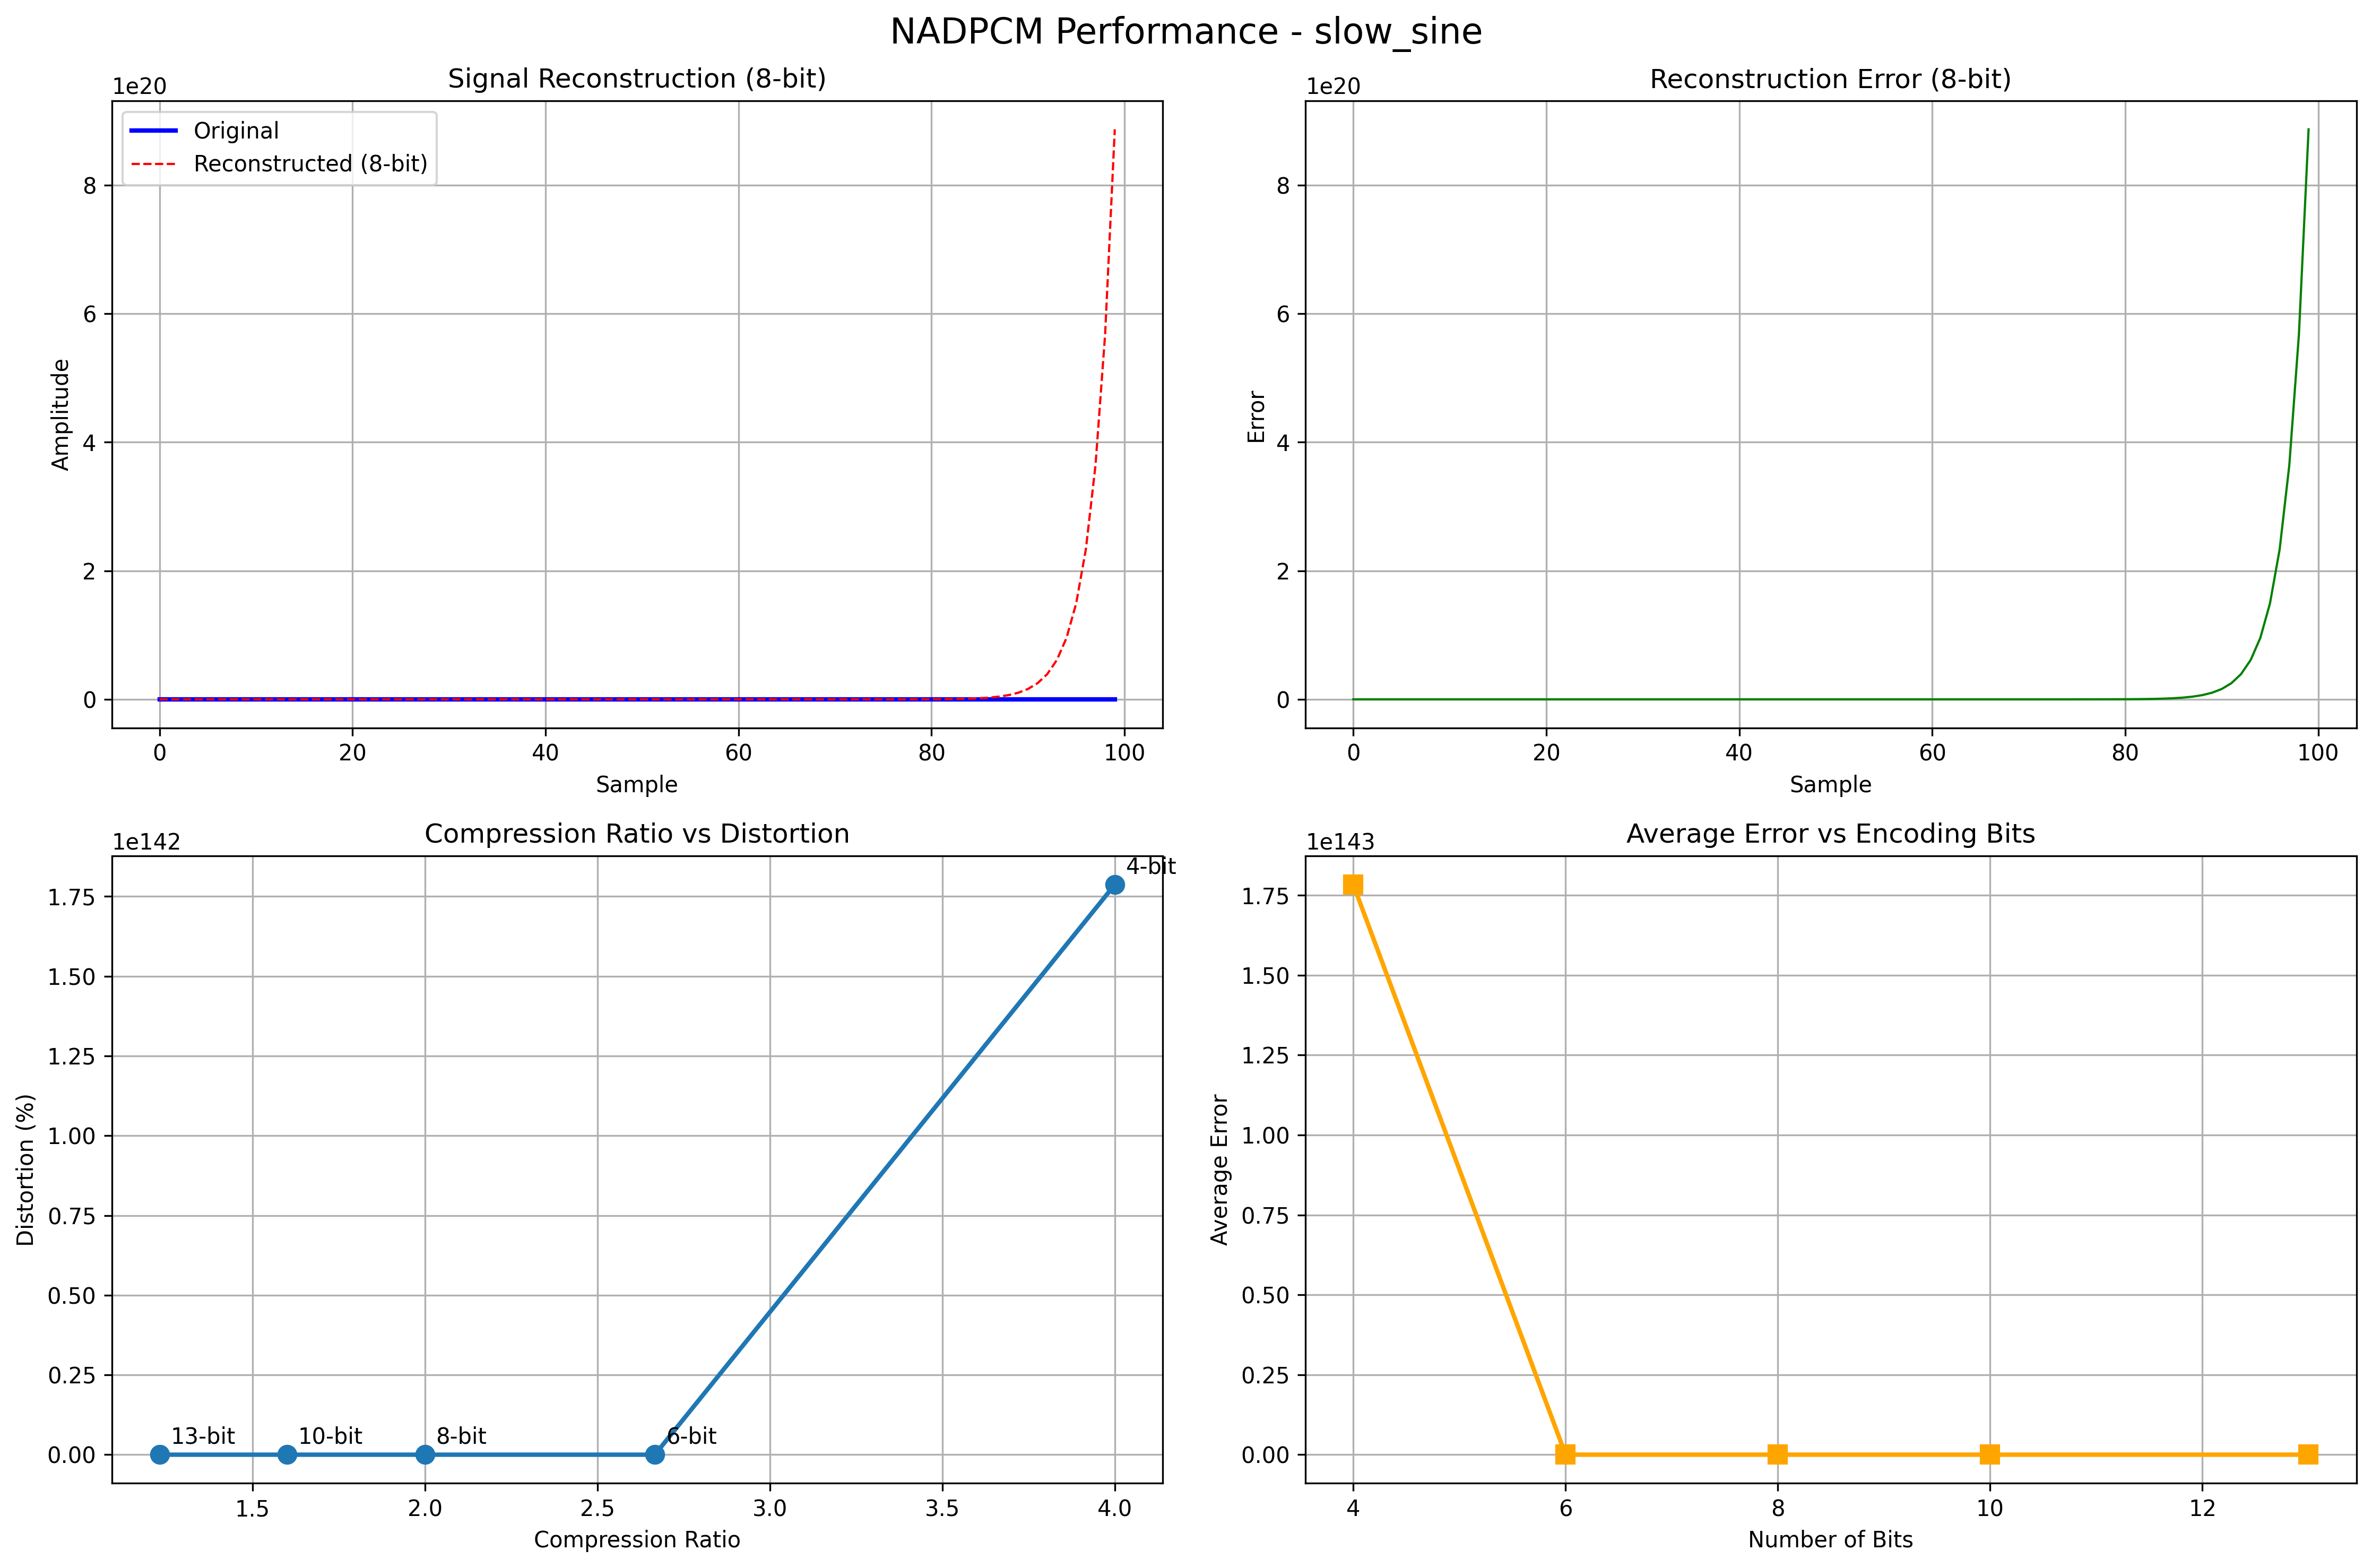 NADPCM Performance - slow_sine
Signal Reconstruction (8-bit)
1e20
Original
Reconstructed (8-bit)
8
6
4
2
0
Amplitude
0 20 40 60 80 100
Sample
Reconstruction Error (8-bit)
1e20
8
6
4
2
0
Error
0 20 40 60 80 100
Sample
Compression Ratio vs Distortion
1e142
1.75
1.50
1.25
1.00
0.75
0.50
0.25
0.00
Distortion (%)
13-bit 10-bit 8-bit 6-bit 4-bit
1.5 2.0 2.5 3.0 3.5 4.0
Compression Ratio
Average Error vs Encoding Bits
1e143
1.75
1.50
1.25
1.00
0.75
0.50
0.25
0.00
Average Error
4 6 8 10 12
Number of Bits